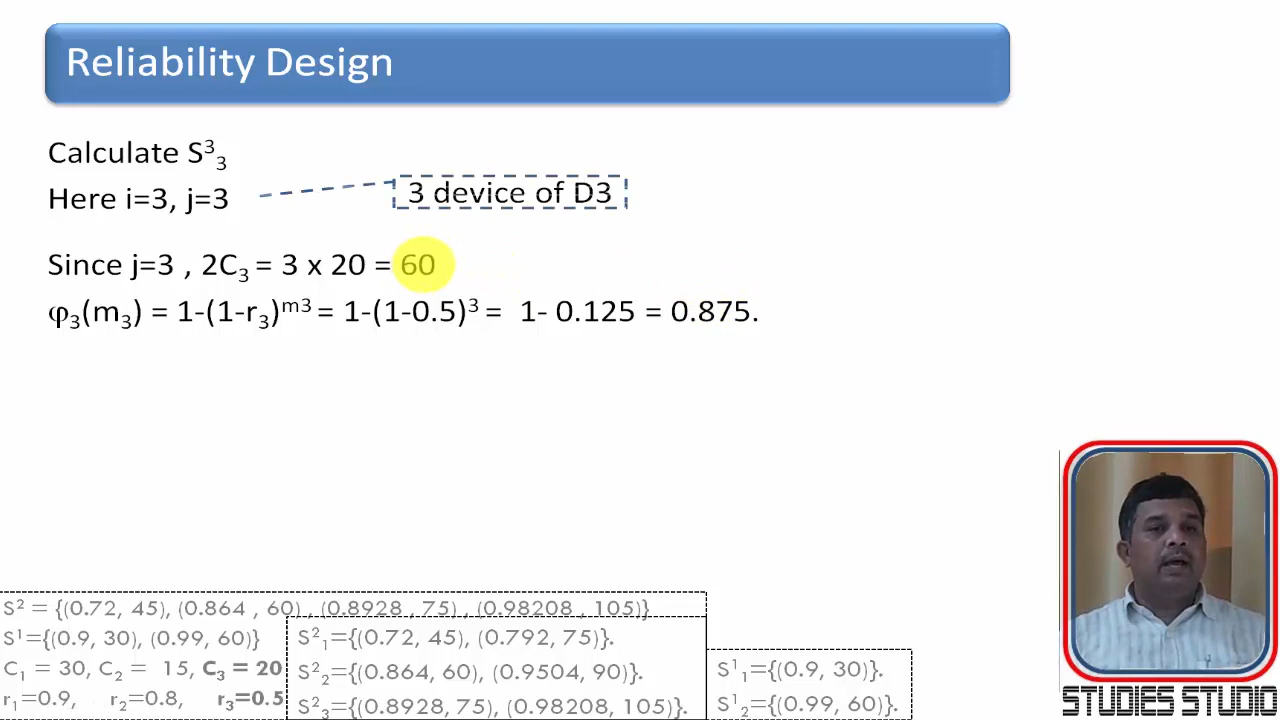 Reliability Design
Calculate S³₃
Here i=3, j=3
3 device of D3
Since j=3 , 2C₃ = 3 x 20 = 60
φ₃(m₃) = 1-(1-r₃)ᵐ³ = 1-(1-0.5)³ = 1- 0.125 = 0.875.
S² = {(0.72, 45), (0.864 , 60) , (0.8928 , 75) , (0.98208 , 105)}
S¹={(0.9, 30), (0.99, 60)}
C₁ = 30, C₂ = 15, C₃ = 20
r₁=0.9, r₂=0.8, r₃=0.5
S²₁={(0.72, 45), (0.792, 75)}.
S²₂={(0.864, 60), (0.9504, 90)}.
S²₃={(0.8928, 75), (0.98208, 105)}.
S¹₁={(0.9, 30)}.
S¹₂={(0.99, 60)}.
STUDIES STUDIO